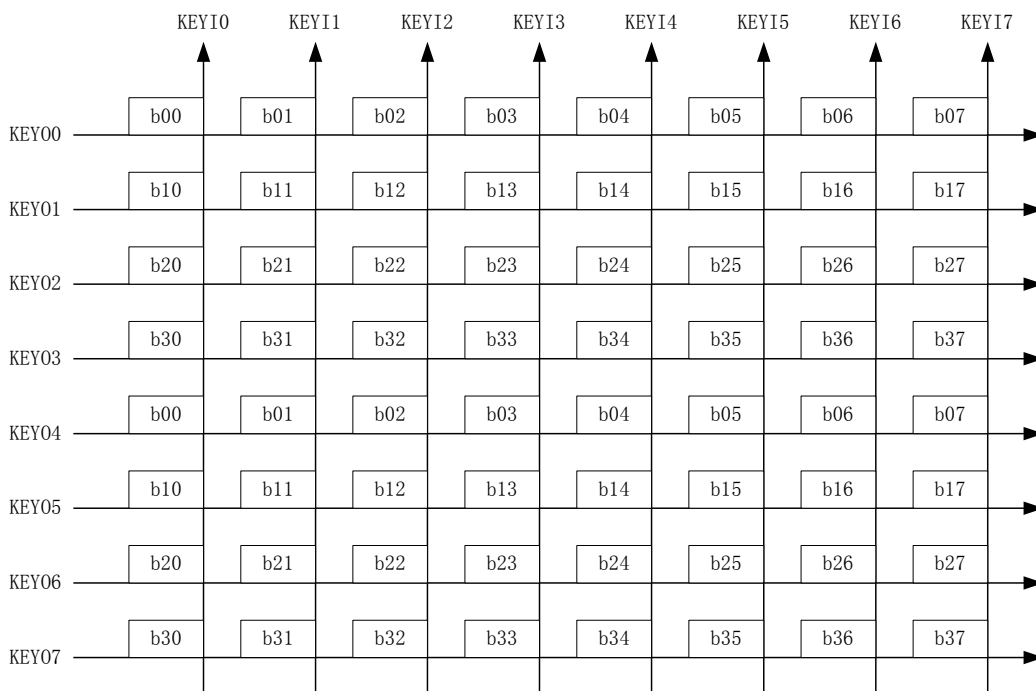 KEYI0 KEYI1 KEYI2 KEYI3 KEYI4 KEYI5 KEYI6 KEYI7
b00 b01 b02 b03 b04 b05 b06 b07
KEYO0
b10 b11 b12 b13 b14 b15 b16 b17
KEYO1
b20 b21 b22 b23 b24 b25 b26 b27
KEYO2
b30 b31 b32 b33 b34 b35 b36 b37
KEYO3
b00 b01 b02 b03 b04 b05 b06 b07
KEYO4
b10 b11 b12 b13 b14 b15 b16 b17
KEYO5
b20 b21 b22 b23 b24 b25 b26 b27
KEYO6
b30 b31 b32 b33 b34 b35 b36 b37
KEYO7